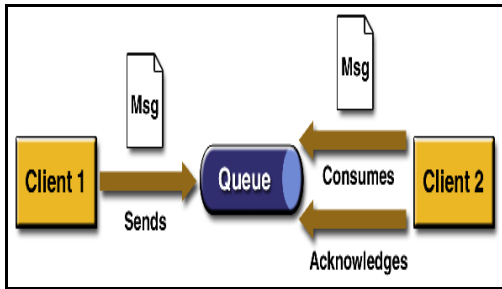 Msg
Msg
Client 1
Queue
Client 2
Sends
Consumes
Acknowledges